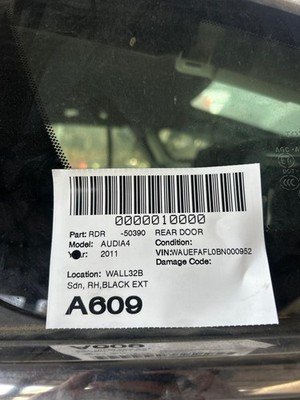 0000010000
Part: RDR -50390 REAR DOOR
Model: AUDIA4 Condition:
Year: 2011 VIN:WAUEFAFL0BN000952
Damage Code:
Location: WALL32B
Sdn, RH,BLACK EXT
A609